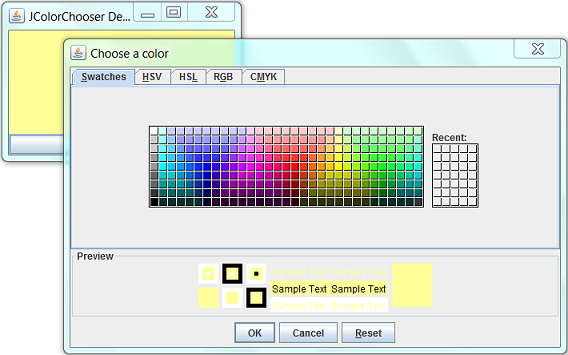 JColorChooser De...
Choose a color
Swatches HSV HSL RGB CMYK
Recent:
Preview
Sample Text Sample Text
Sample Text Sample Text
Sample Text Sample Text
OK Cancel Reset